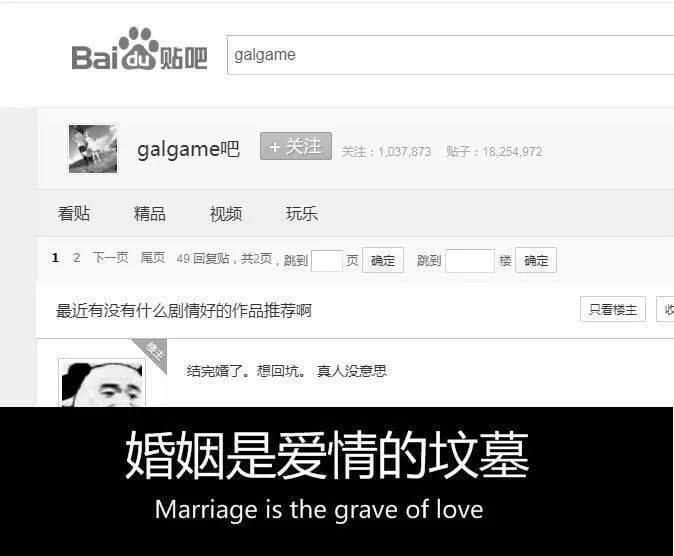 Bai du 贴吧
galgame
galgame吧 + 关注 关注：1,037,873 贴子：18,254,972
看贴 精品 视频 玩乐
1 2 下一页 尾页 49 回复贴，共2页，跳到 页 确定 跳到 楼 确定
最近有没有什么剧情好的作品推荐啊 只看楼主 收
楼主
结完婚了。想回坑。 真人没意思
婚姻是爱情的坟墓
Marriage is the grave of love